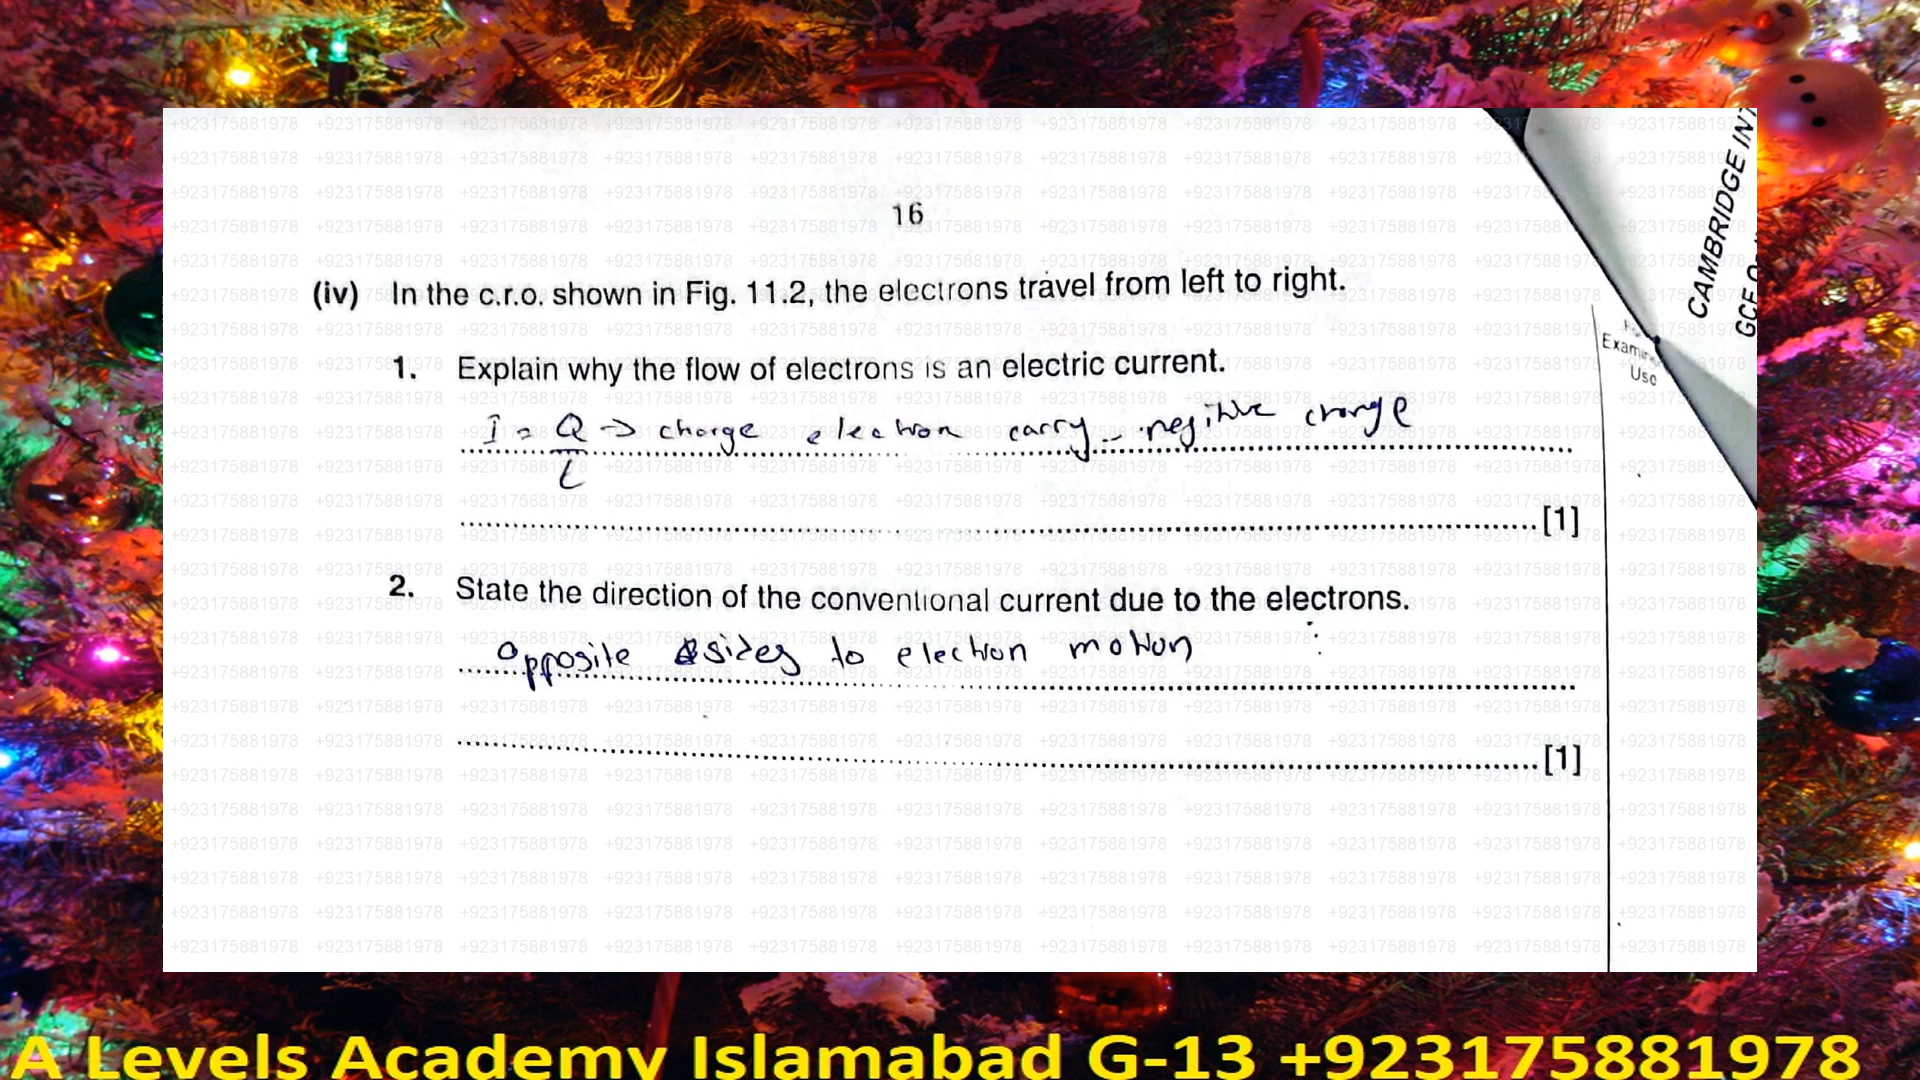 16
CAMBRIDGE INT
GCE O
(iv) In the c.r.o. shown in Fig. 11.2, the electrons travel from left to right.
Examiner
Use
1. Explain why the flow of electrons is an electric current.
I = Q → charge electron carry - negitive charge
t
[1]
2. State the direction of the conventional current due to the electrons.
Opposite sides to electron motion
[1]
A Levels Academy Islamabad G-13 +923175881978